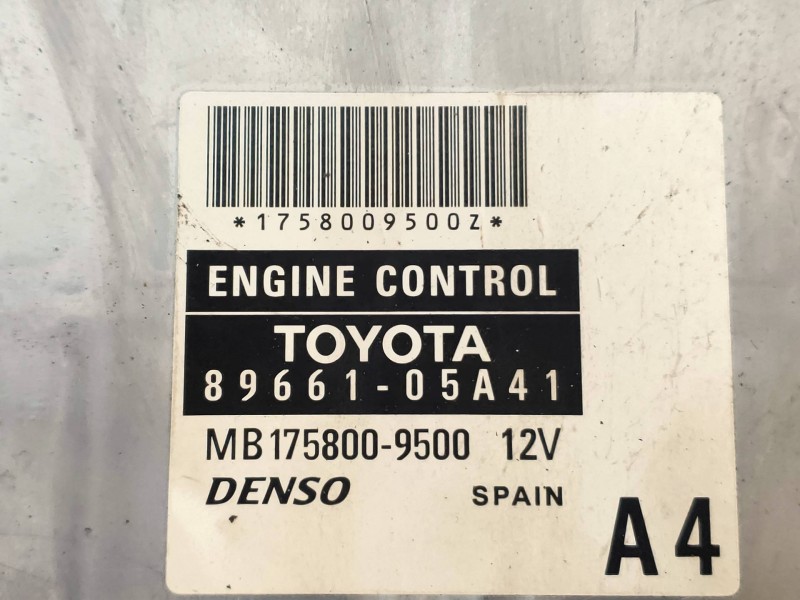 *1758009500Z*
ENGINE CONTROL
TOYOTA
89661-05A41
MB175800-9500 12V
DENSO SPAIN
A4